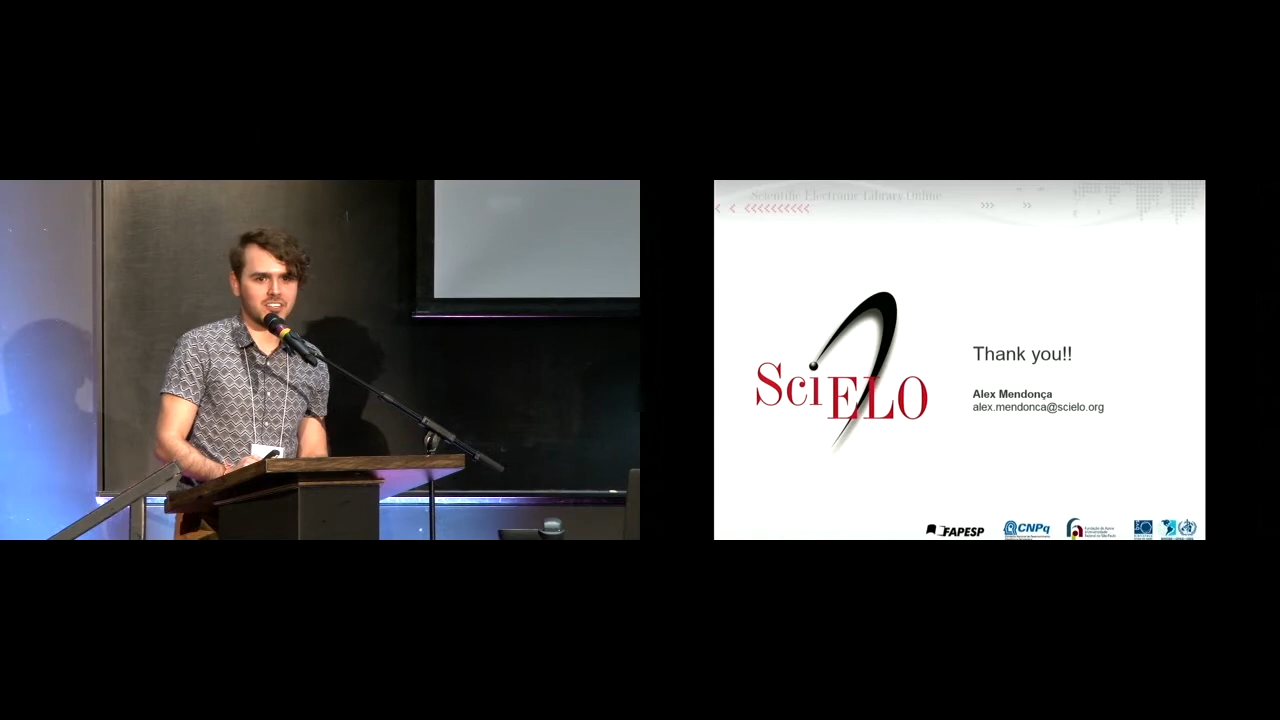 Scientific Electronic Library Online
SciELO
Thank you!!
Alex Mendonça
alex.mendonca@scielo.org
FAPESP
CNPq